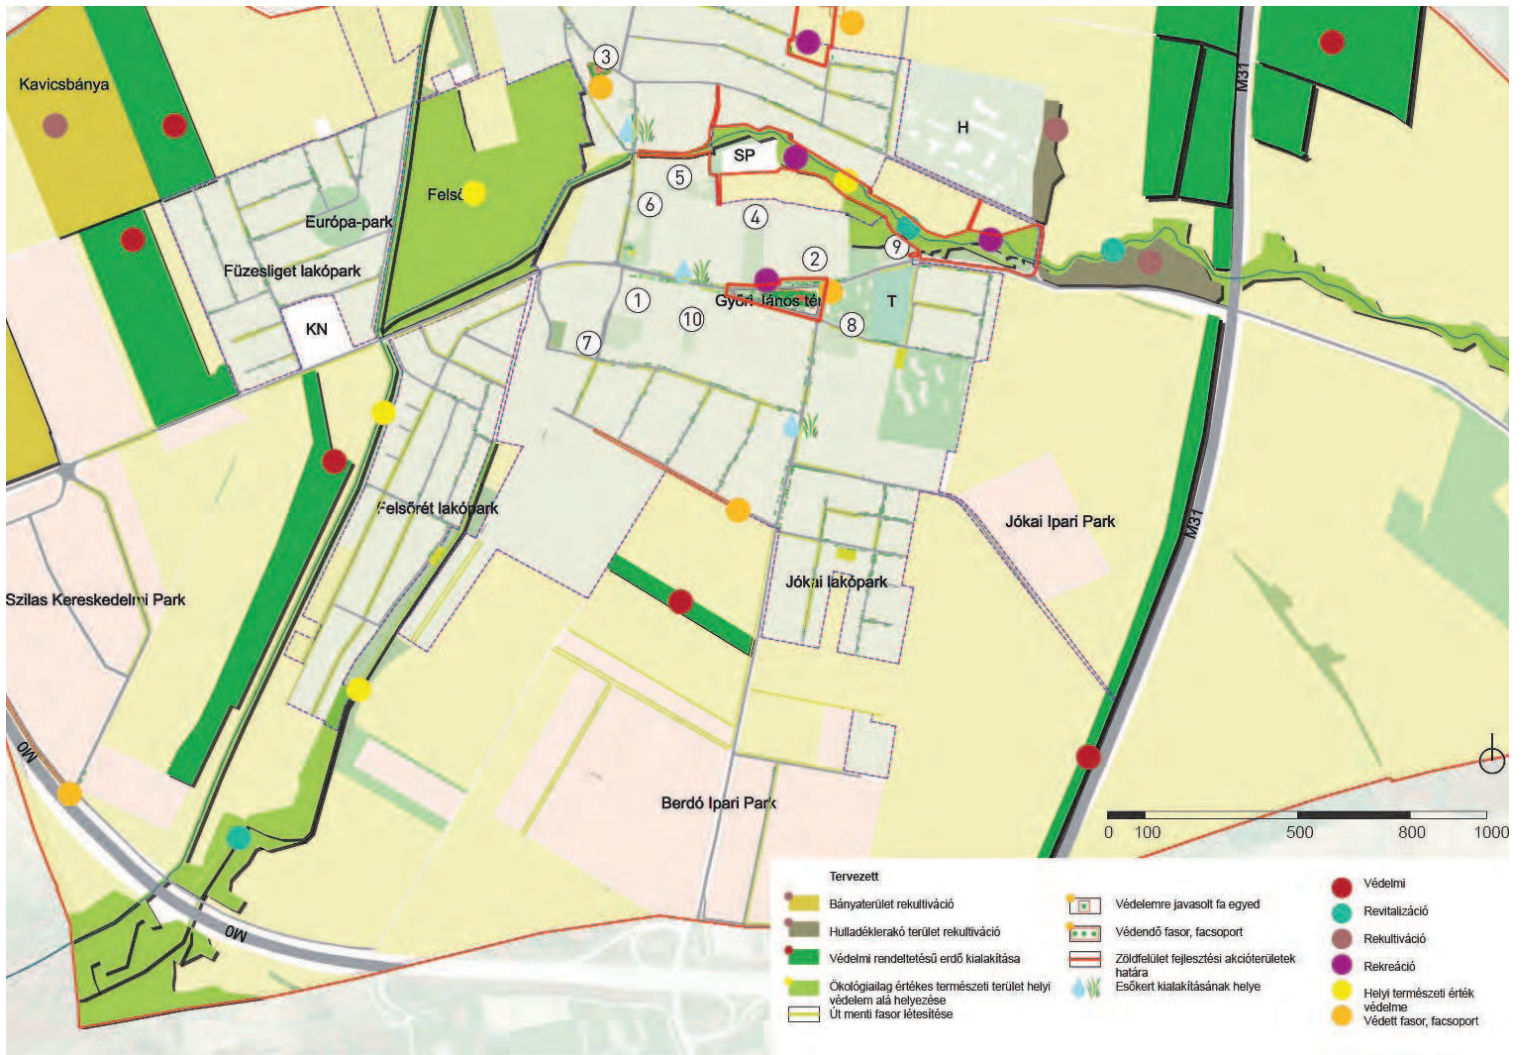 3
Kavicsbánya
M31
H
SP
5
Felső
6
4
Európa-park
9
2
Füzesliget lakópark
1
Győri János tér
T
KN
10
8
7
Felsőrét lakópark
Jókai Ipari Park
M31
Jókai lakópark
Szilas Kereskedelmi Park
M0
Berdó Ipari Park
M0
0 100 500 800 1000
Tervezett
Bányaterület rekultiváció
Hulladéklerakó terület rekultiváció
Védelmi rendeltetésű erdő kialakítása
Ökológiailag értékes természeti terület helyi
védelem alá helyezése
Út menti fasor létesítése
Védelemre javasolt fa egyed
Védendő fasor, facsoport
Zöldfelület fejlesztési akcióterületek
határa
Esőkert kialakításának helye
Védelmi
Revitalizáció
Rekultiváció
Rekreáció
Helyi természeti érték
védelme
Védett fasor, facsoport